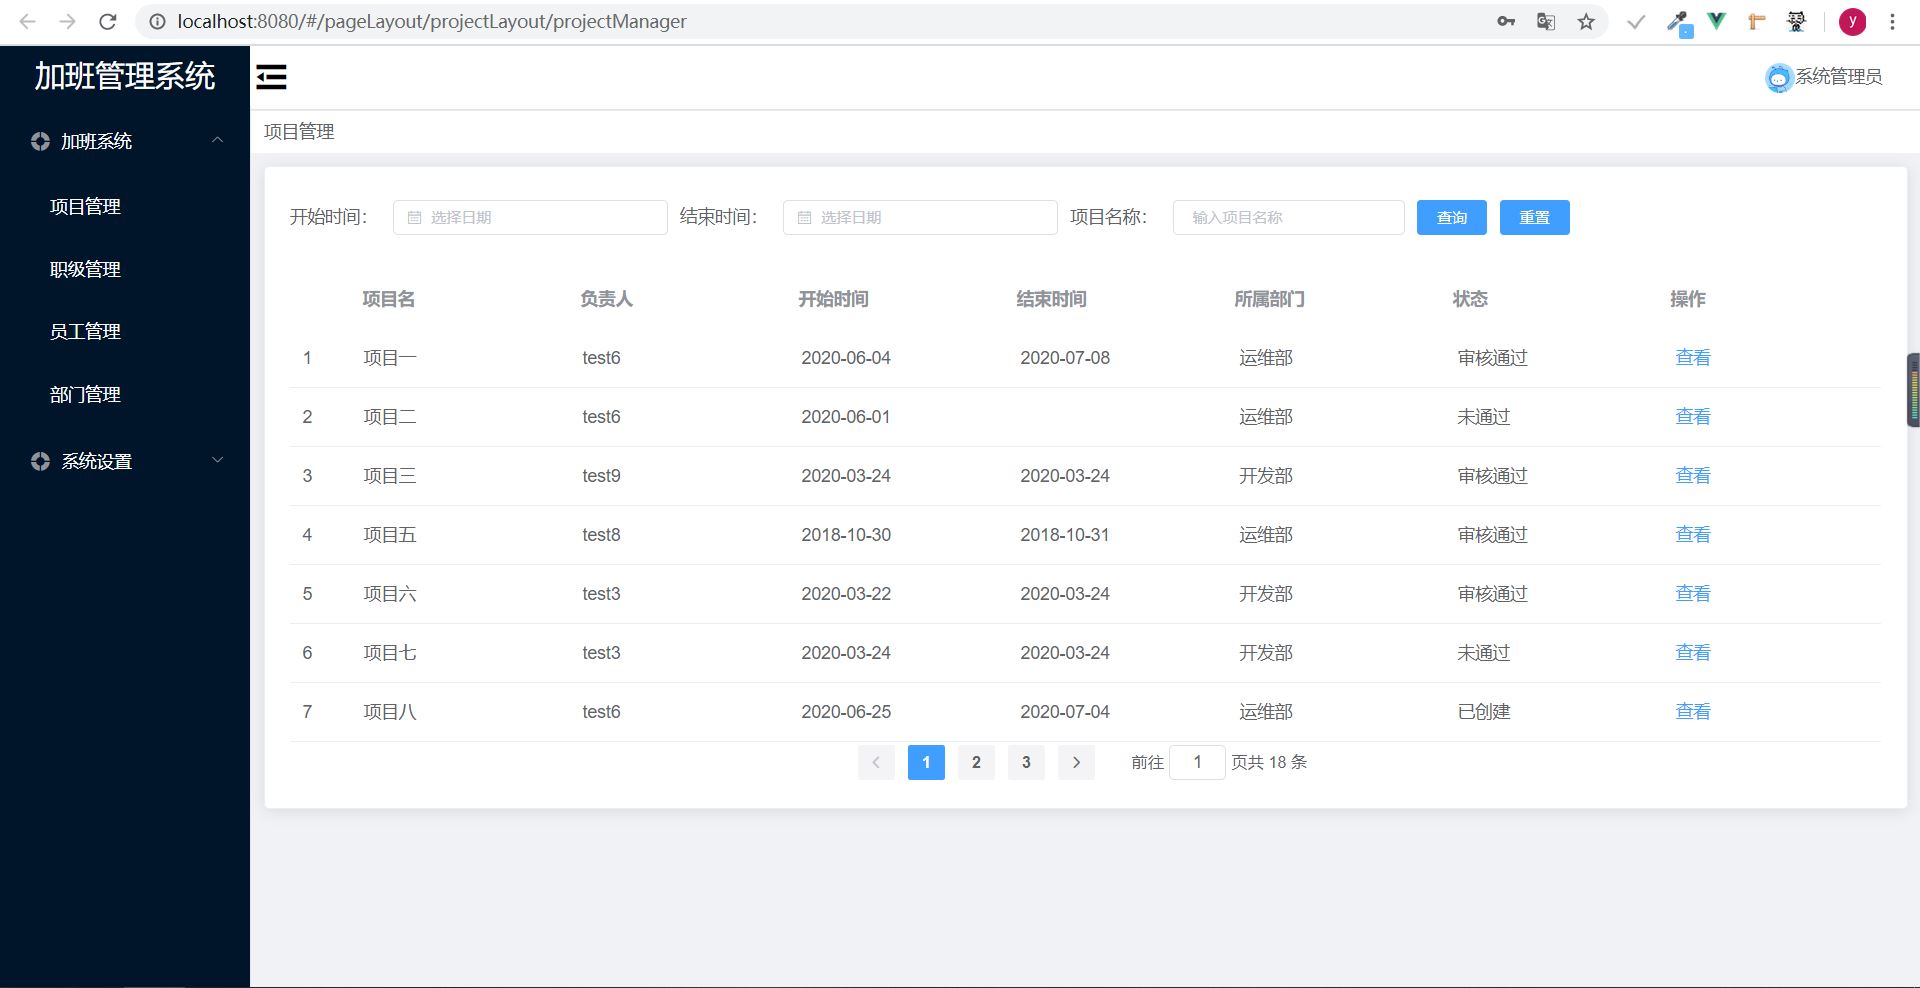 localhost:8080/#/pageLayout/projectLayout/projectManager
y
加班管理系统
系统管理员
加班系统
项目管理
职级管理
员工管理
部门管理
系统设置
项目管理
开始时间： 选择日期 结束时间： 选择日期 项目名称： 输入项目名称 查询 重置
项目名 负责人 开始时间 结束时间 所属部门 状态 操作
1 项目一 test6 2020-06-04 2020-07-08 运维部 审核通过 查看
2 项目二 test6 2020-06-01 运维部 未通过 查看
3 项目三 test9 2020-03-24 2020-03-24 开发部 审核通过 查看
4 项目五 test8 2018-10-30 2018-10-31 运维部 审核通过 查看
5 项目六 test3 2020-03-22 2020-03-24 开发部 审核通过 查看
6 项目七 test3 2020-03-24 2020-03-24 开发部 未通过 查看
7 项目八 test6 2020-06-25 2020-07-04 运维部 已创建 查看
1 2 3 前往 1 页共 18 条